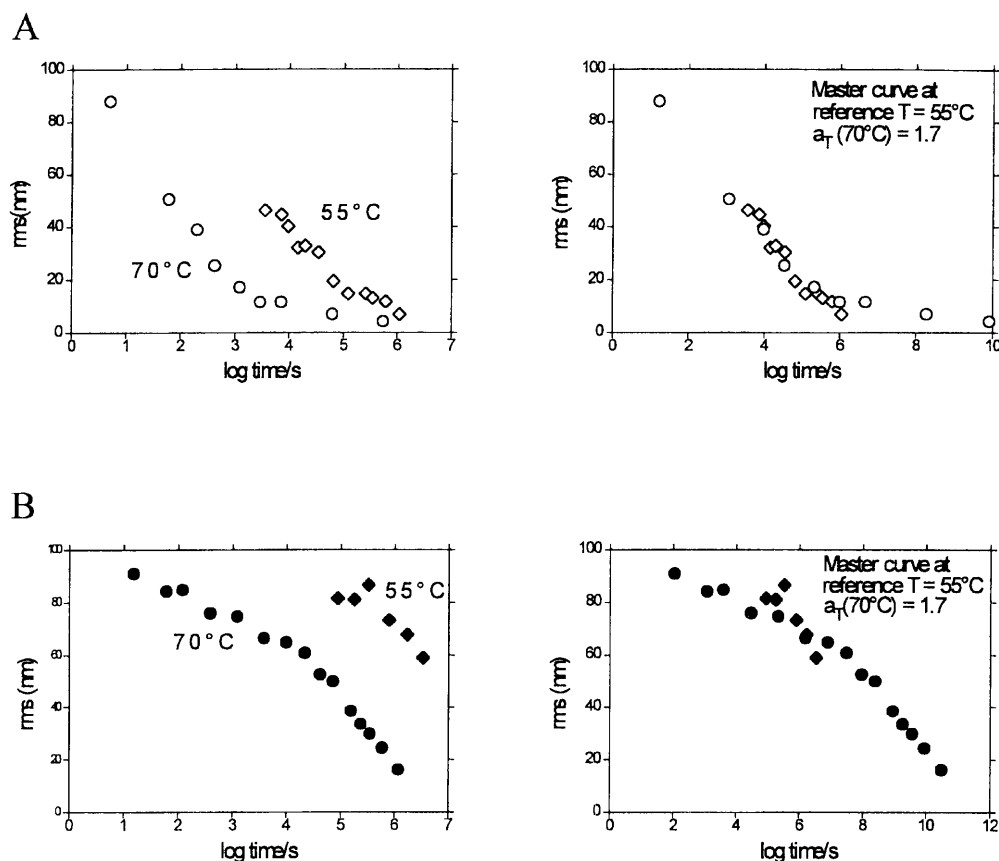 A
100
80
60
40
20
0
rms(nm)
55°C
70°C
0 1 2 3 4 5 6 7
log time/s
100
80
60
40
20
0
rms (nm)
Master curve at
reference T = 55°C
a_T (70°C) = 1.7
0 2 4 6 8 10
log time/s
B
100
80
60
40
20
0
rms (nm)
55°C
70°C
0 1 2 3 4 5 6 7
log time/s
100
80
60
40
20
0
rms (nm)
Master curve at
reference T = 55°C
a_T(70°C) = 1.7
0 2 4 6 8 10 12
log time/s